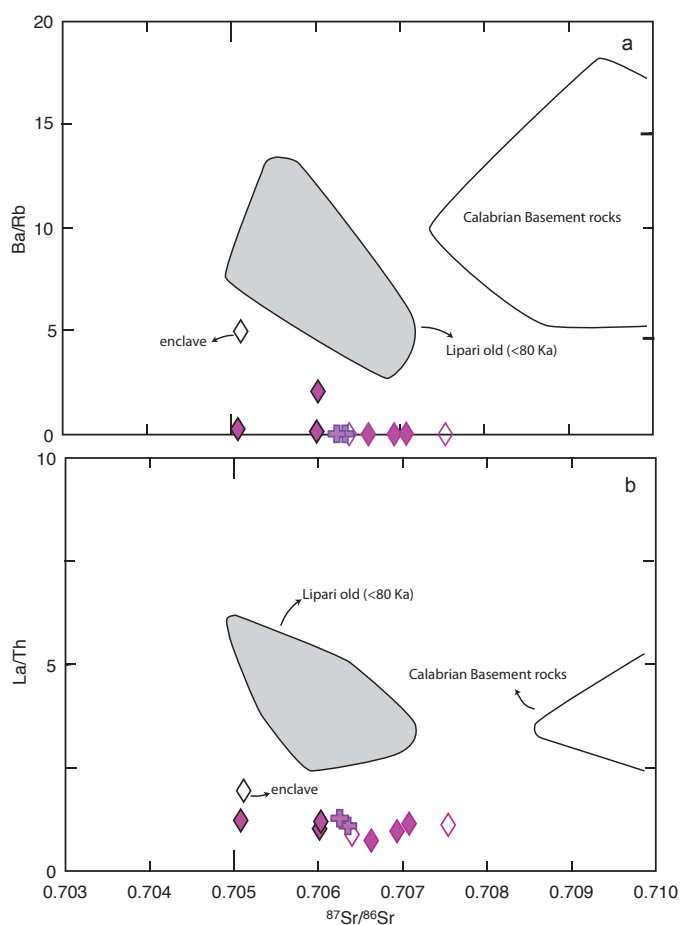 20
a
15
Calabrian Basement rocks
Ba/Rb
10
5
enclave
Lipari old (<80 Ka)
0
10
b
Lipari old (<80 Ka)
La/Th
5
Calabrian Basement rocks
enclave
0
0.703 0.704 0.705 0.706 0.707 0.708 0.709 0.710
⁸⁷Sr/⁸⁶Sr